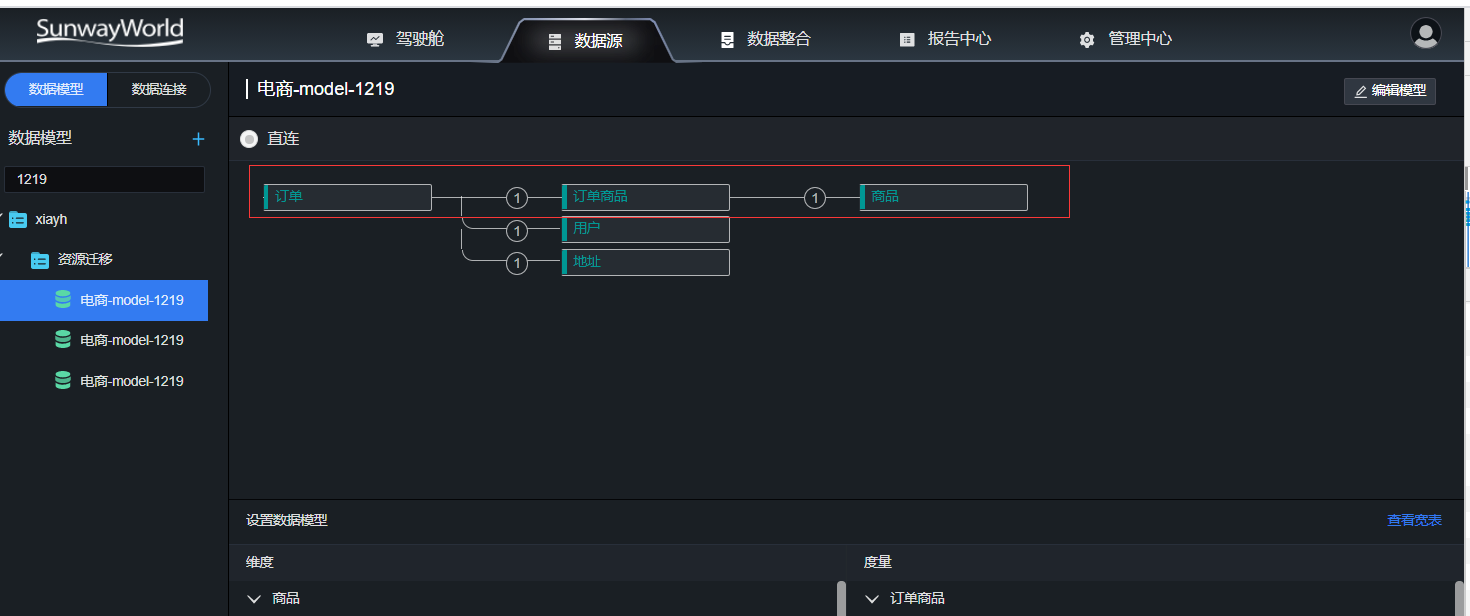 SunwayWorld
驾驶舱
数据源
数据整合
报告中心
管理中心
数据模型
数据连接
电商-model-1219
编辑模型
数据模型
+
直连
1219
订单
1
订单商品
1
商品
1
用户
1
地址
xiayh
资源迁移
电商-model-1219
电商-model-1219
电商-model-1219
设置数据模型
查看宽表
维度
度量
商品
订单商品